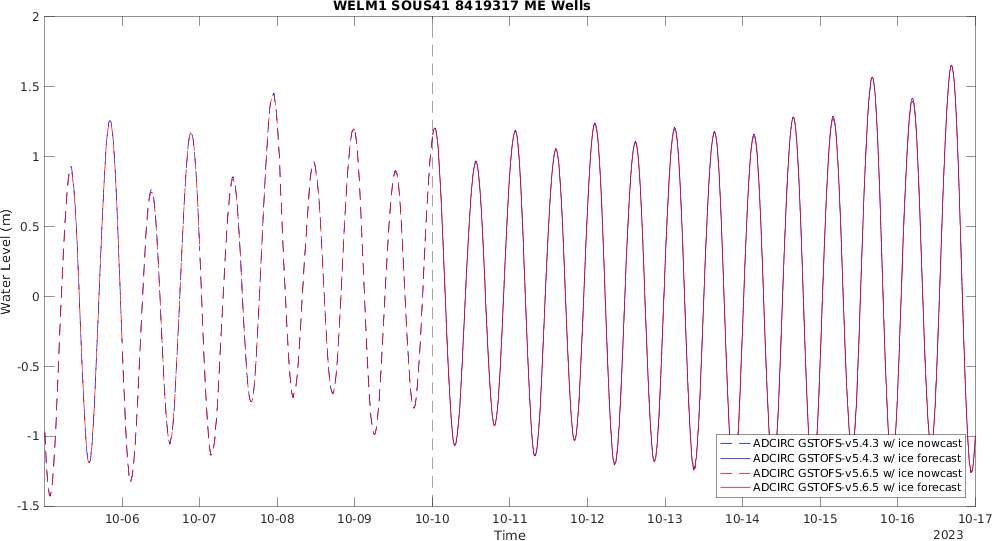 WELM1 SOUS41 8419317 ME Wells
Water Level (m)
2
1.5
1
0.5
0
-0.5
-1
-1.5
ADCIRC GSTOFS-v5.4.3 w/ ice nowcast
ADCIRC GSTOFS-v5.4.3 w/ ice forecast
ADCIRC GSTOFS-v5.6.5 w/ ice nowcast
ADCIRC GSTOFS-v5.6.5 w/ ice forecast
10-06 10-07 10-08 10-09 10-10 10-11 10-12 10-13 10-14 10-15 10-16 10-17
Time
2023